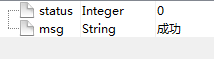 status Integer 0
msg String 成功